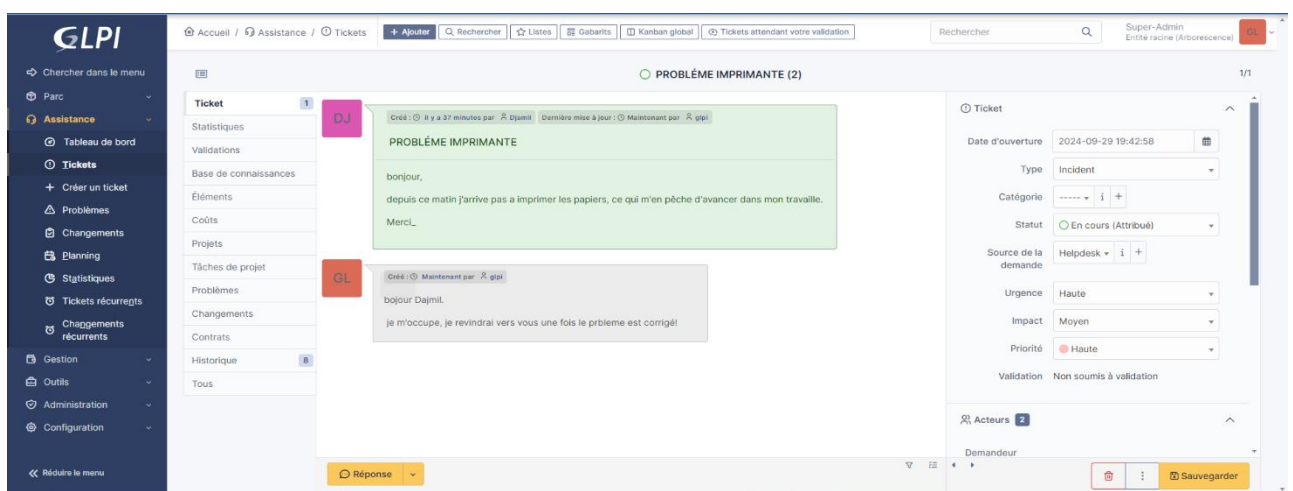 GLPI
Accueil / Assistance / Tickets
+ Ajouter
Rechercher
Listes
Gabarits
Kanban global
Tickets attendant votre validation
Rechercher
Super-Admin
Entité racine (Arborescence)
GL
Chercher dans le menu
Parc
Assistance
Tableau de bord
Tickets
+ Créer un ticket
Problèmes
Changements
Planning
Statistiques
Tickets récurrents
Changements
récurrents
Gestion
Outils
Administration
Configuration
Réduire le menu
PROBLÉME IMPRIMANTE (2)
1/1
Ticket 1
Statistiques
Validations
Base de connaissances
Éléments
Coûts
Projets
Tâches de projet
Problèmes
Changements
Contrats
Historique 8
Tous
DJ
Créé : Il y a 37 minutes par Djamil Dernière mise à jour : Maintenant par glpi
PROBLÉME IMPRIMANTE
bonjour,
depuis ce matin j'arrive pas a imprimer les papiers, ce qui m'en pêche d'avancer dans mon travaille.
Merci_
GL
Créé : Maintenant par glpi
bojour Dajmil.
je m'occupe, je revindrai vers vous une fois le prbleme est corrigé!
Réponse
Ticket
Date d'ouverture 2024-09-29 19:42:58
Type Incident
Catégorie ----- i +
Statut En cours (Attribué)
Source de la
demande Helpdesk i +
Urgence Haute
Impact Moyen
Priorité Haute
Validation Non soumis à validation
Acteurs 2
Demandeur
Sauvegarder